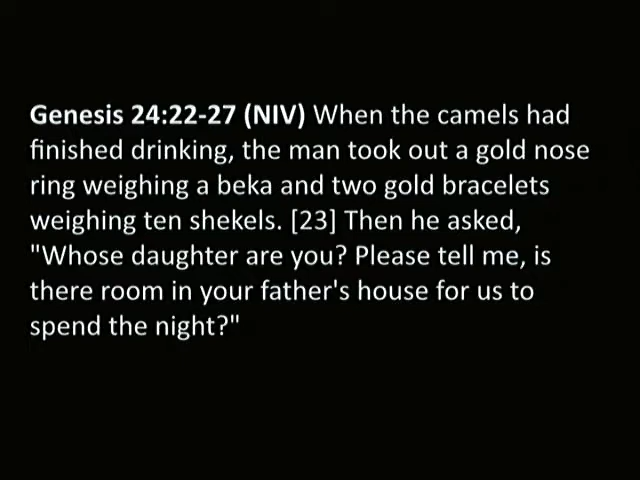 Genesis 24:22-27 (NIV) When the camels had
finished drinking, the man took out a gold nose
ring weighing a beka and two gold bracelets
weighing ten shekels. [23] Then he asked,
"Whose daughter are you? Please tell me, is
there room in your father's house for us to
spend the night?"